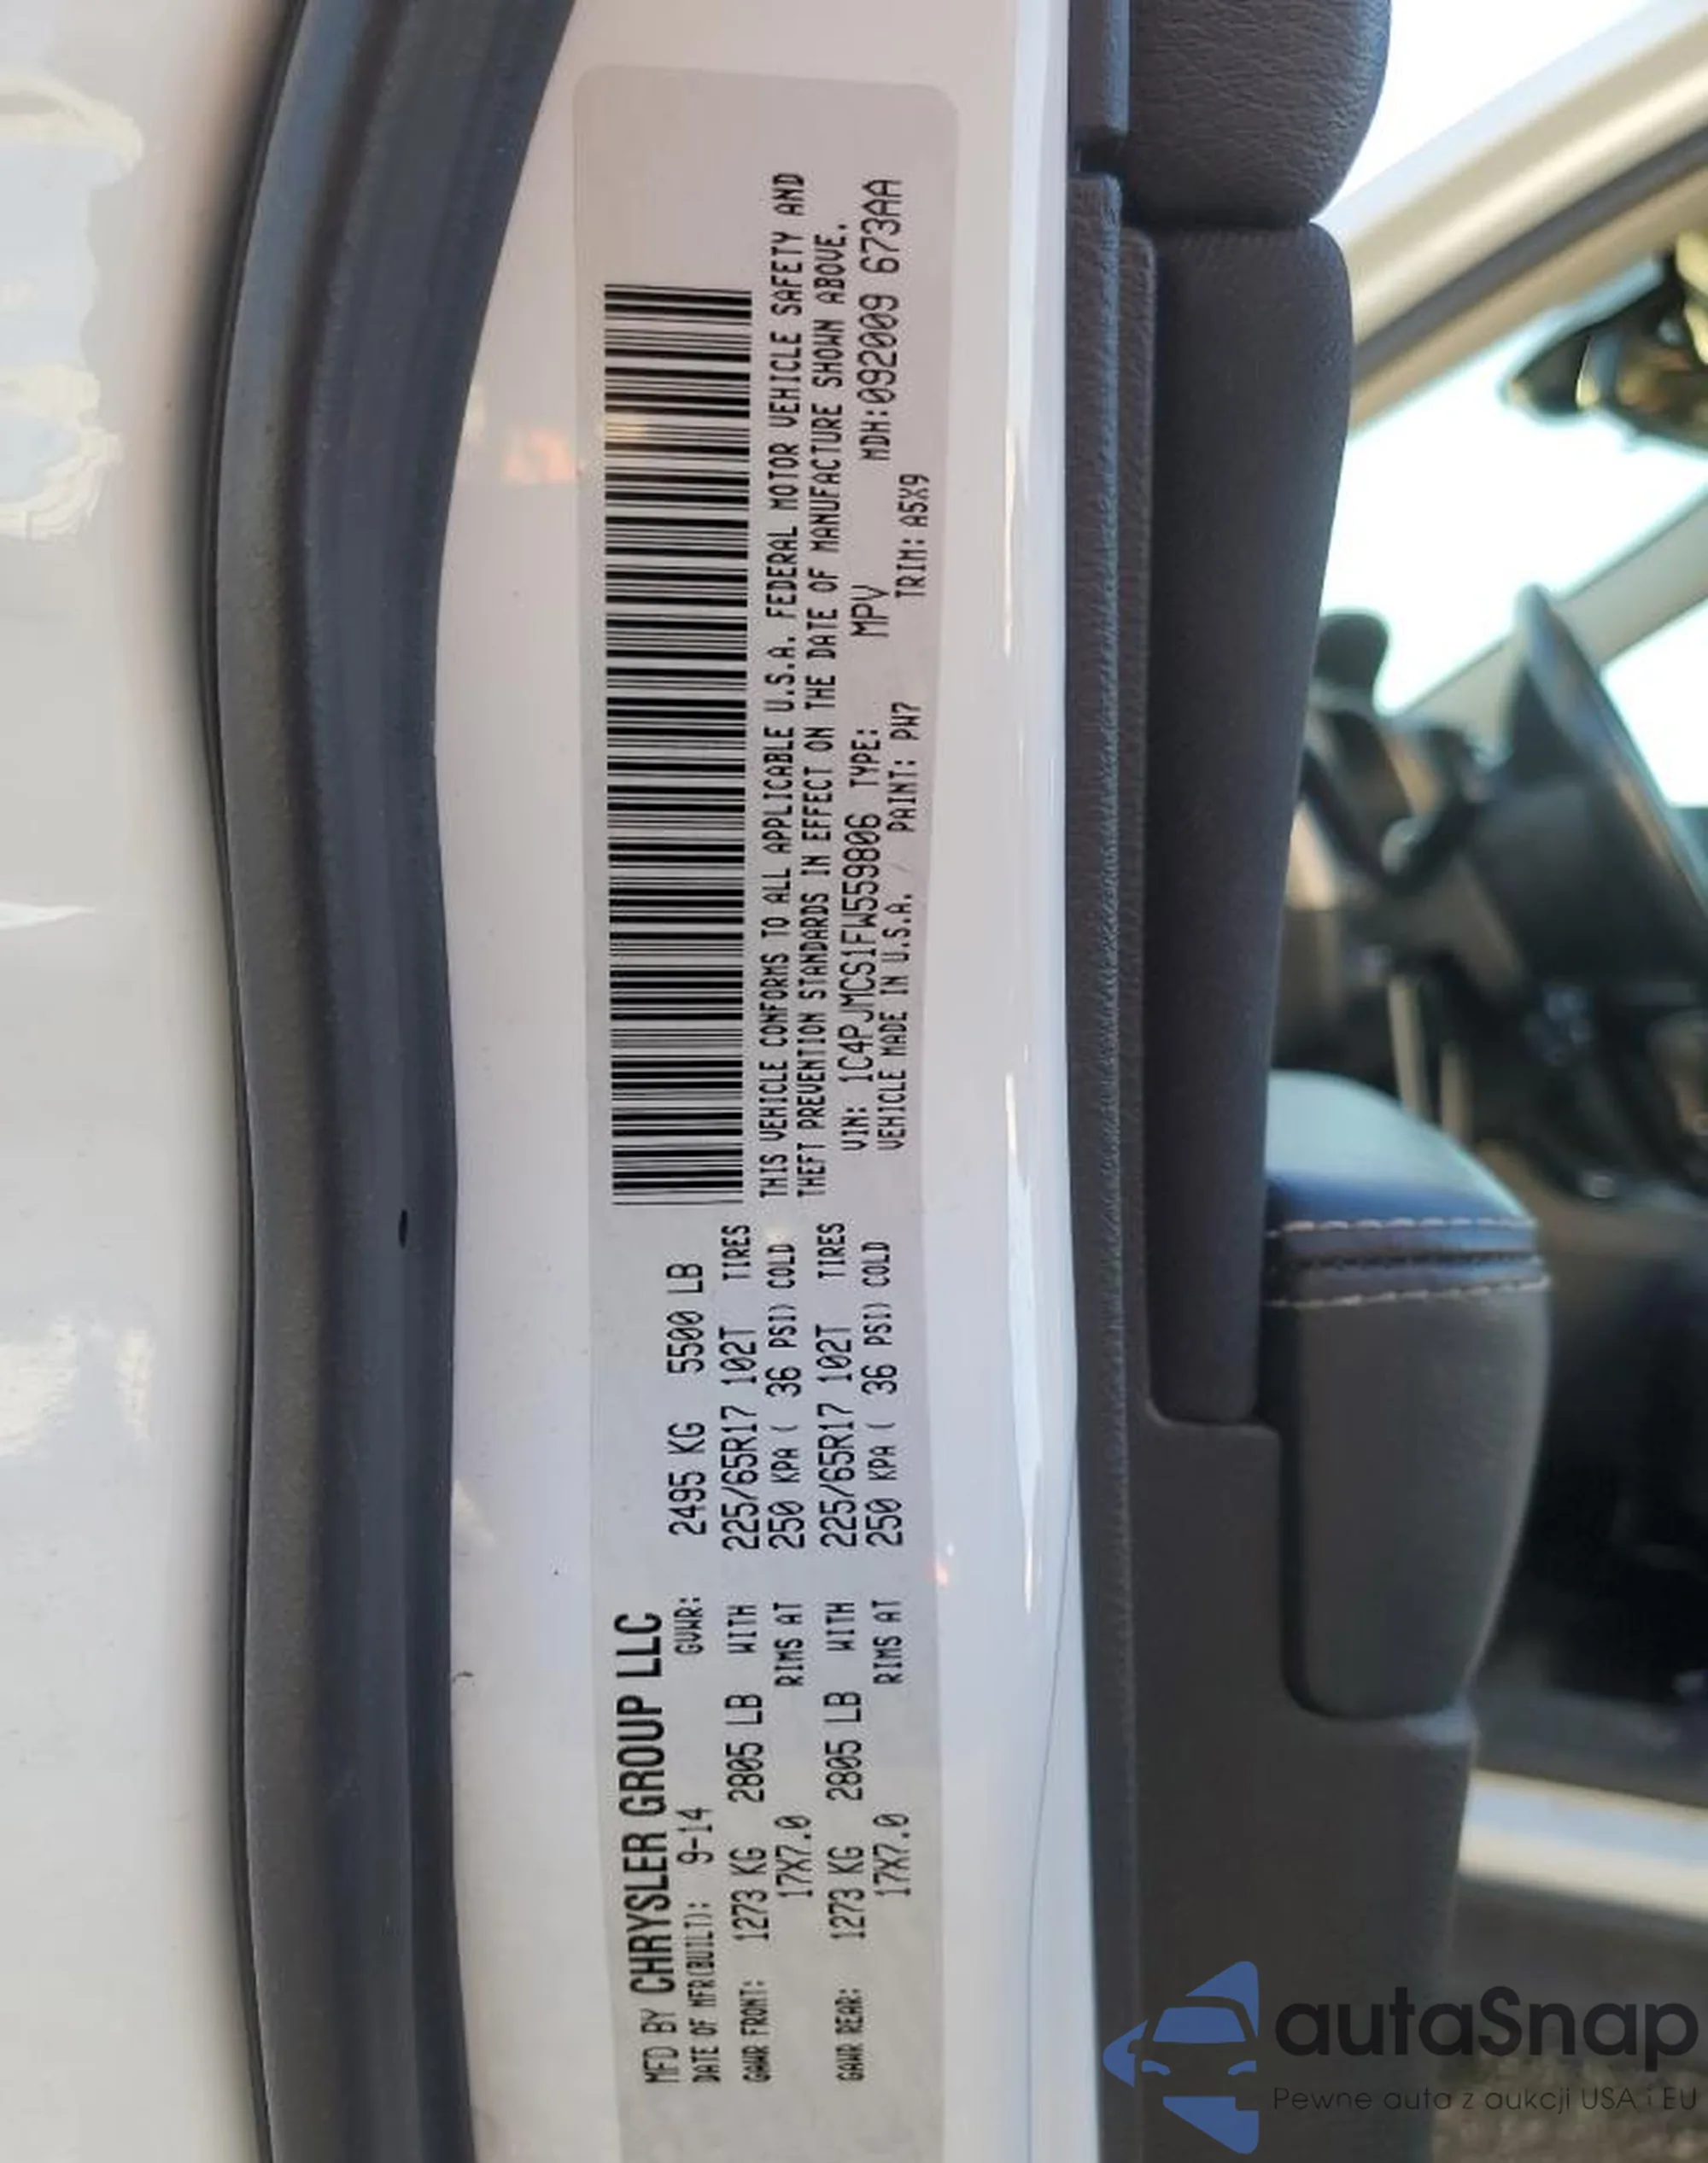 MFD BY CHRYSLER GROUP LLC
DATE OF MFR(BUILT): 9-14 GVWR: 2495 KG 5500 LB
GAWR FRONT: 1273 KG 2805 LB WITH 225/65R17 102T TIRES
17X7.0 RIMS AT 250 KPA ( 36 PSI) COLD
GAWR REAR: 1273 KG 2805 LB WITH 225/65R17 102T TIRES
17X7.0 RIMS AT 250 KPA ( 36 PSI) COLD
THIS VEHICLE CONFORMS TO ALL APPLICABLE U.S.A. FEDERAL MOTOR VEHICLE SAFETY AND
THEFT PREVENTION STANDARDS IN EFFECT ON THE DATE OF MANUFACTURE SHOWN ABOVE.
VIN: 1C4PJMCS1FW559806 TYPE: MPV MDH:092009 673AA
VEHICLE MADE IN U.S.A. / PAINT: PW7 TRIM: A5X9
autaSnap
Pewne auta z aukcji USA i EU